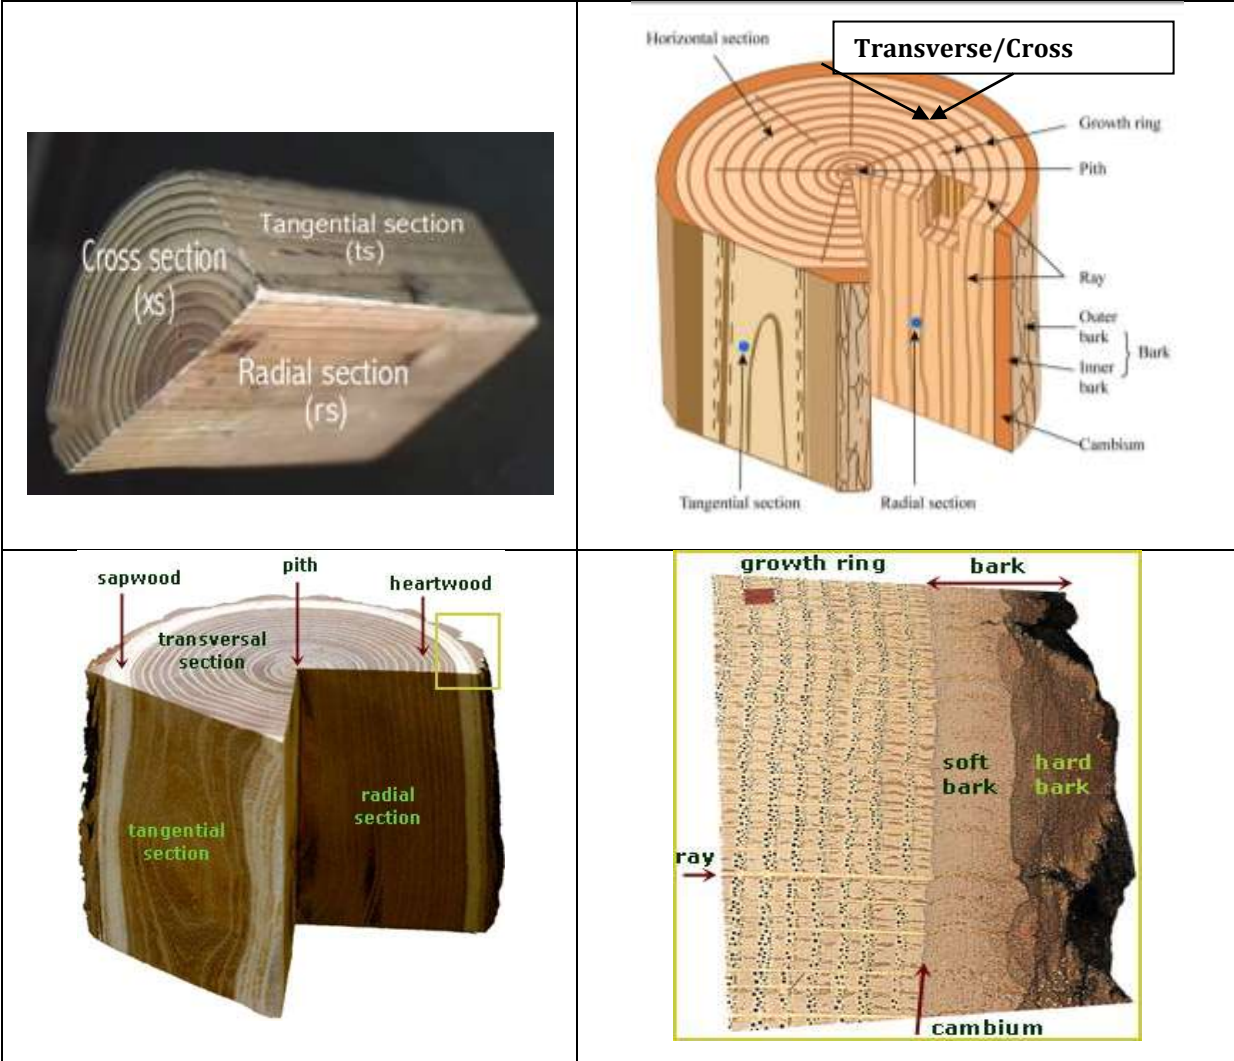 Cross section
(xs)
Tangential section
(ts)
Radial section
(rs)
Horizontal section
Transverse/Cross
Growth ring
Pith
Ray
Outer
bark
Inner
bark
Bark
Cambium
Tangential section
Radial section
sapwood
pith
heartwood
transversal
section
tangential
section
radial
section
growth ring
bark
soft
bark
hard
bark
ray
cambium